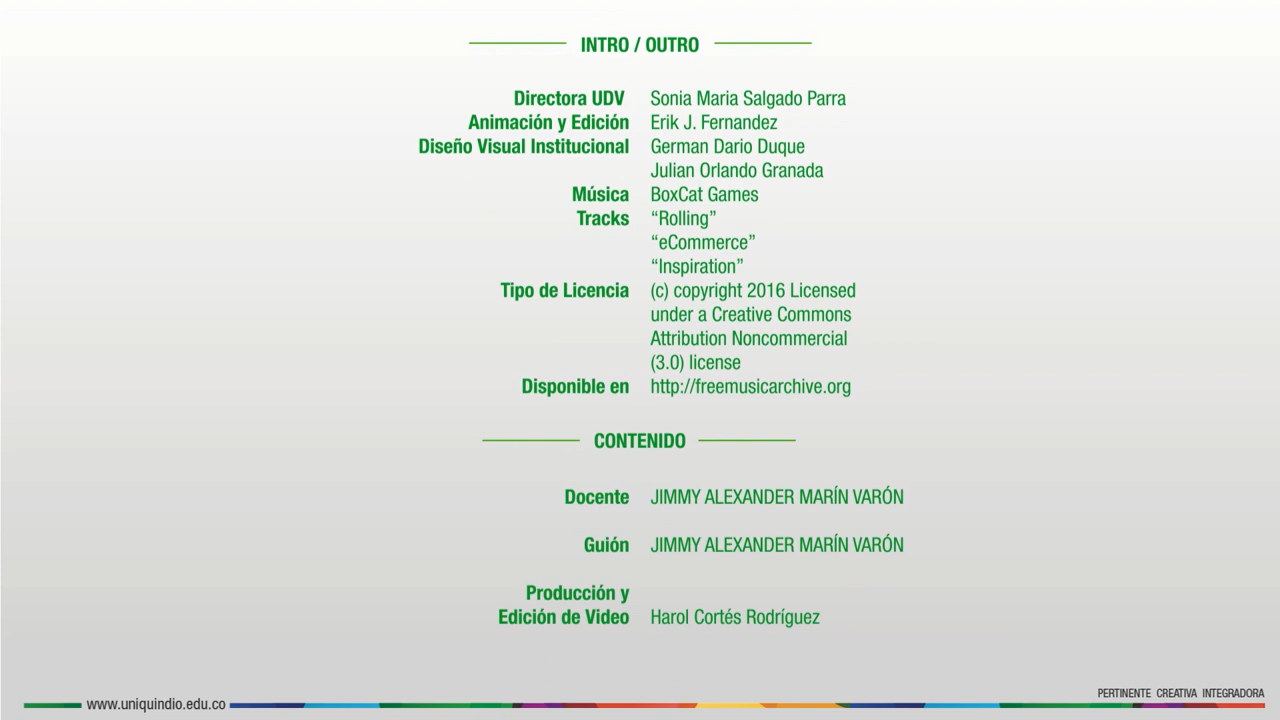 INTRO / OUTRO
Directora UDV Sonia Maria Salgado Parra
Animación y Edición Erik J. Fernandez
Diseño Visual Institucional German Dario Duque
Julian Orlando Granada
Música BoxCat Games
Tracks “Rolling”
“eCommerce”
“Inspiration”
Tipo de Licencia (c) copyright 2016 Licensed
under a Creative Commons
Attribution Noncommercial
(3.0) license
Disponible en http://freemusicarchive.org
CONTENIDO
Docente JIMMY ALEXANDER MARÍN VARÓN
Guión JIMMY ALEXANDER MARÍN VARÓN
Producción y
Edición de Video Harol Cortés Rodríguez
PERTINENTE CREATIVA INTEGRADORA
www.uniquindio.edu.co